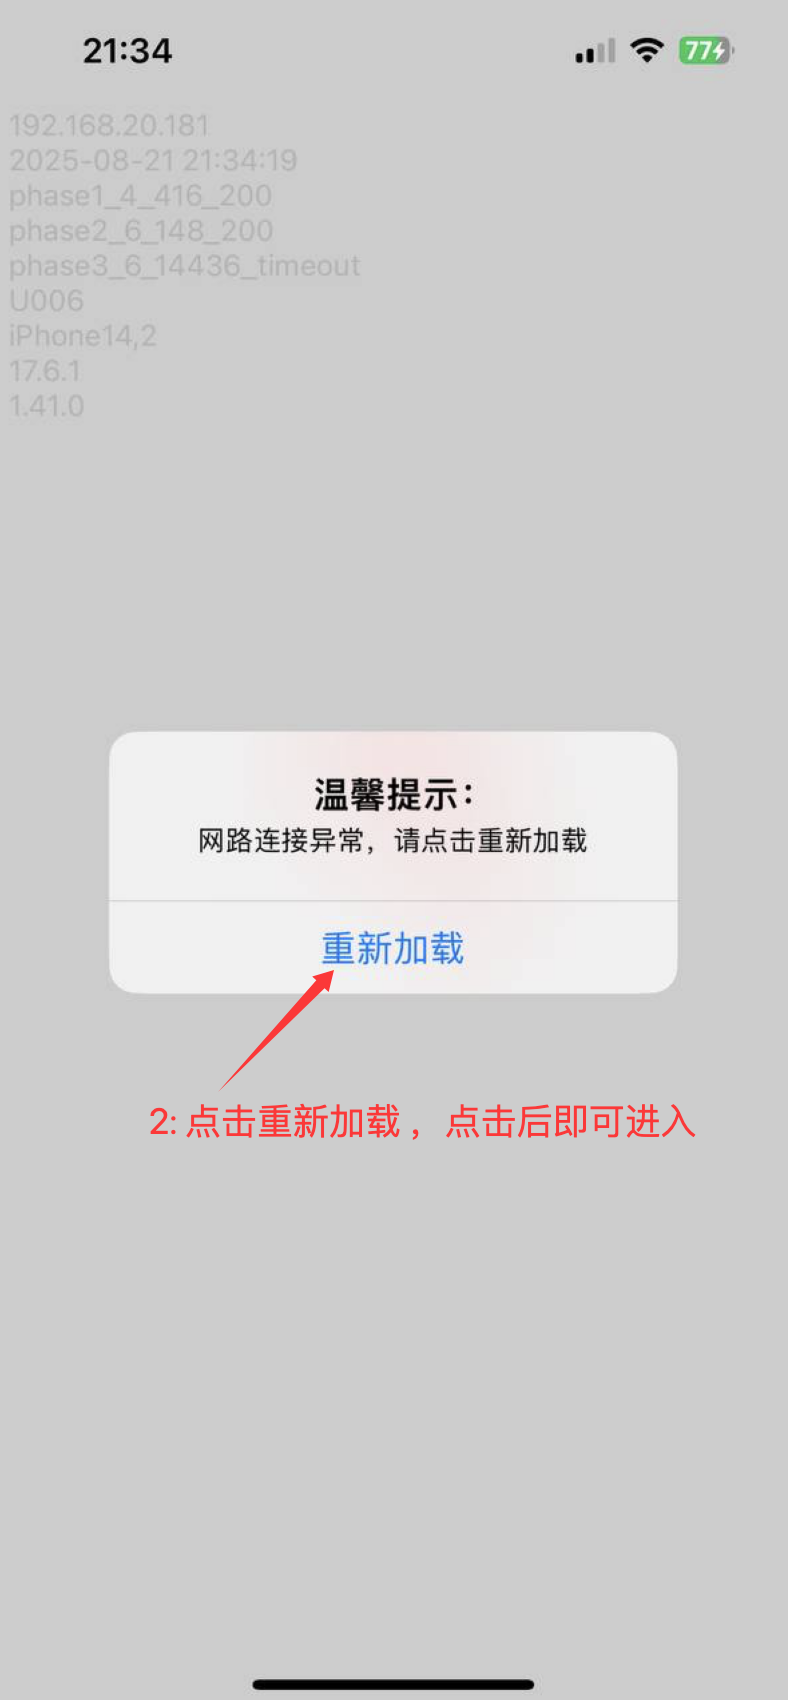 21:34
77
192.168.20.181
2025-08-21 21:34:19
phase1_4_416_200
phase2_6_148_200
phase3_6_14436_timeout
U006
iPhone14,2
17.6.1
1.41.0
温馨提示：
网路连接异常，请点击重新加载
重新加载
2: 点击重新加载 ，点击后即可进入